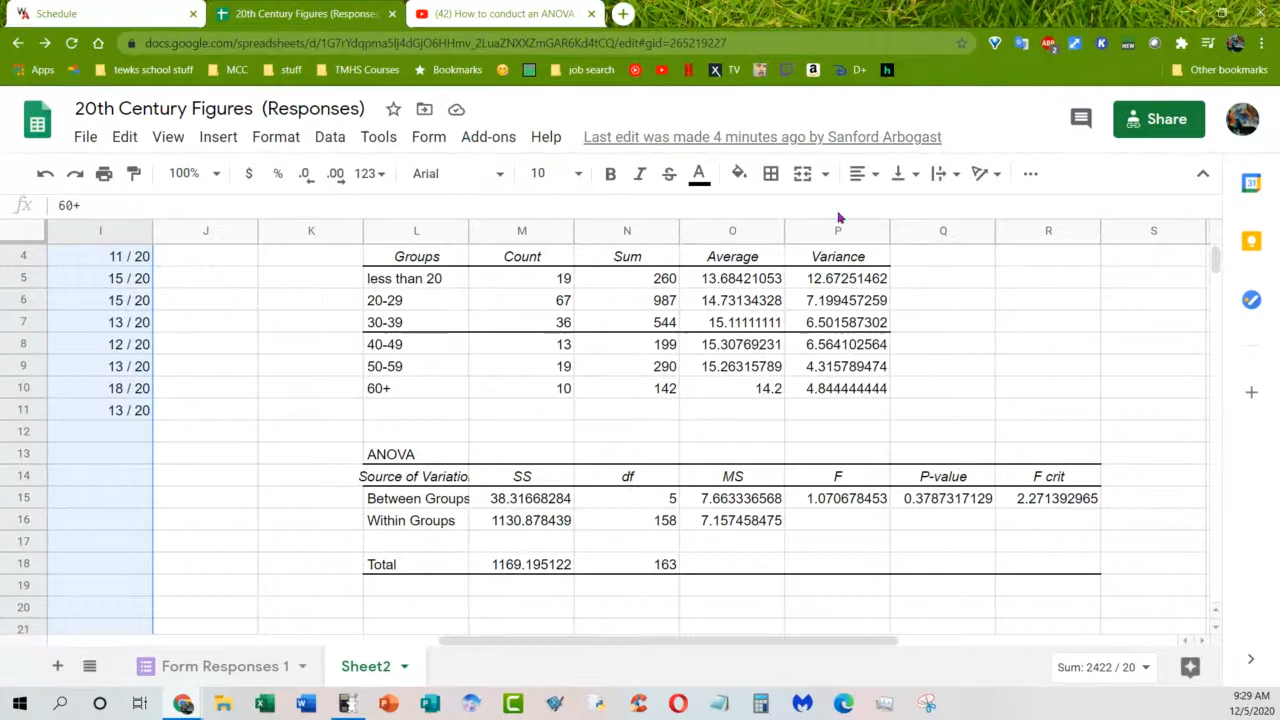 Schedule
20th Century Figures (Response
(42) How to conduct an ANOVA
docs.google.com/spreadsheets/d/1G7rYdqpma5lj4dGjO6HHmv_2LuaZNXXZmGAR6Kd4tCQ/edit#gid=265219227
Apps tewks school stuff MCC stuff TMHS Courses Bookmarks job search TV D+ h Other bookmarks
20th Century Figures (Responses)
File Edit View Insert Format Data Tools Form Add-ons Help Last edit was made 4 minutes ago by Sanford Arbogast
Share
100% $ % .0 .00 123 Arial 10 B I S A
fx 60+
I J K L M N O P Q R S
4 11 / 20 Groups Count Sum Average Variance
5 15 / 20 less than 20 19 260 13.68421053 12.67251462
6 15 / 20 20-29 67 987 14.73134328 7.199457259
7 13 / 20 30-39 36 544 15.11111111 6.501587302
8 12 / 20 40-49 13 199 15.30769231 6.564102564
9 13 / 20 50-59 19 290 15.26315789 4.315789474
10 18 / 20 60+ 10 142 14.2 4.844444444
11 13 / 20
12
13 ANOVA
14 Source of Variatio SS df MS F P-value F crit
15 Between Groups 38.31668284 5 7.663336568 1.070678453 0.3787317129 2.271392965
16 Within Groups 1130.878439 158 7.157458475
17
18 Total 1169.195122 163
19
20
21
Form Responses 1 Sheet2 Sum: 2422 / 20
9:29 AM
12/5/2020